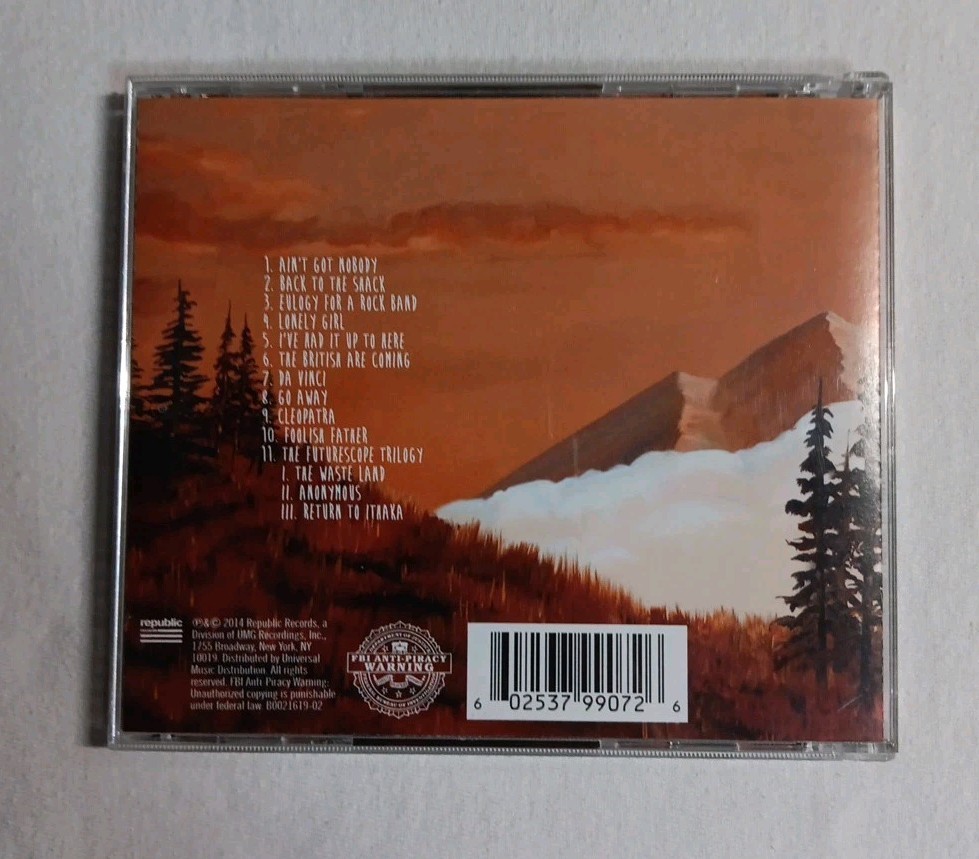 1. AIN'T GOT NOBODY
2. BACK TO THE SHACK
3. EULOGY FOR A ROCK BAND
4. LONELY GIRL
5. I'VE HAD IT UP TO HERE
6. THE BRITISH ARE COMING
7. DA VINCI
8. GO AWAY
9. CLEOPATRA
10. FOOLISH FATHER
11. THE FUTURESCOPE TRILOGY
I. THE WASTE LAND
II. ANONYMOUS
III. RETURN TO ITHAKA
republic
℗&© 2014 Republic Records, a
Division of UMG Recordings, Inc.,
1755 Broadway, New York, NY
10019. Distributed by Universal
Music Distribution. All rights
reserved. FBI Anti-Piracy Warning:
Unauthorized copying is punishable
under federal law. B0021619-02
FBI ANTI-PIRACY
WARNING
6 02537 99072 6